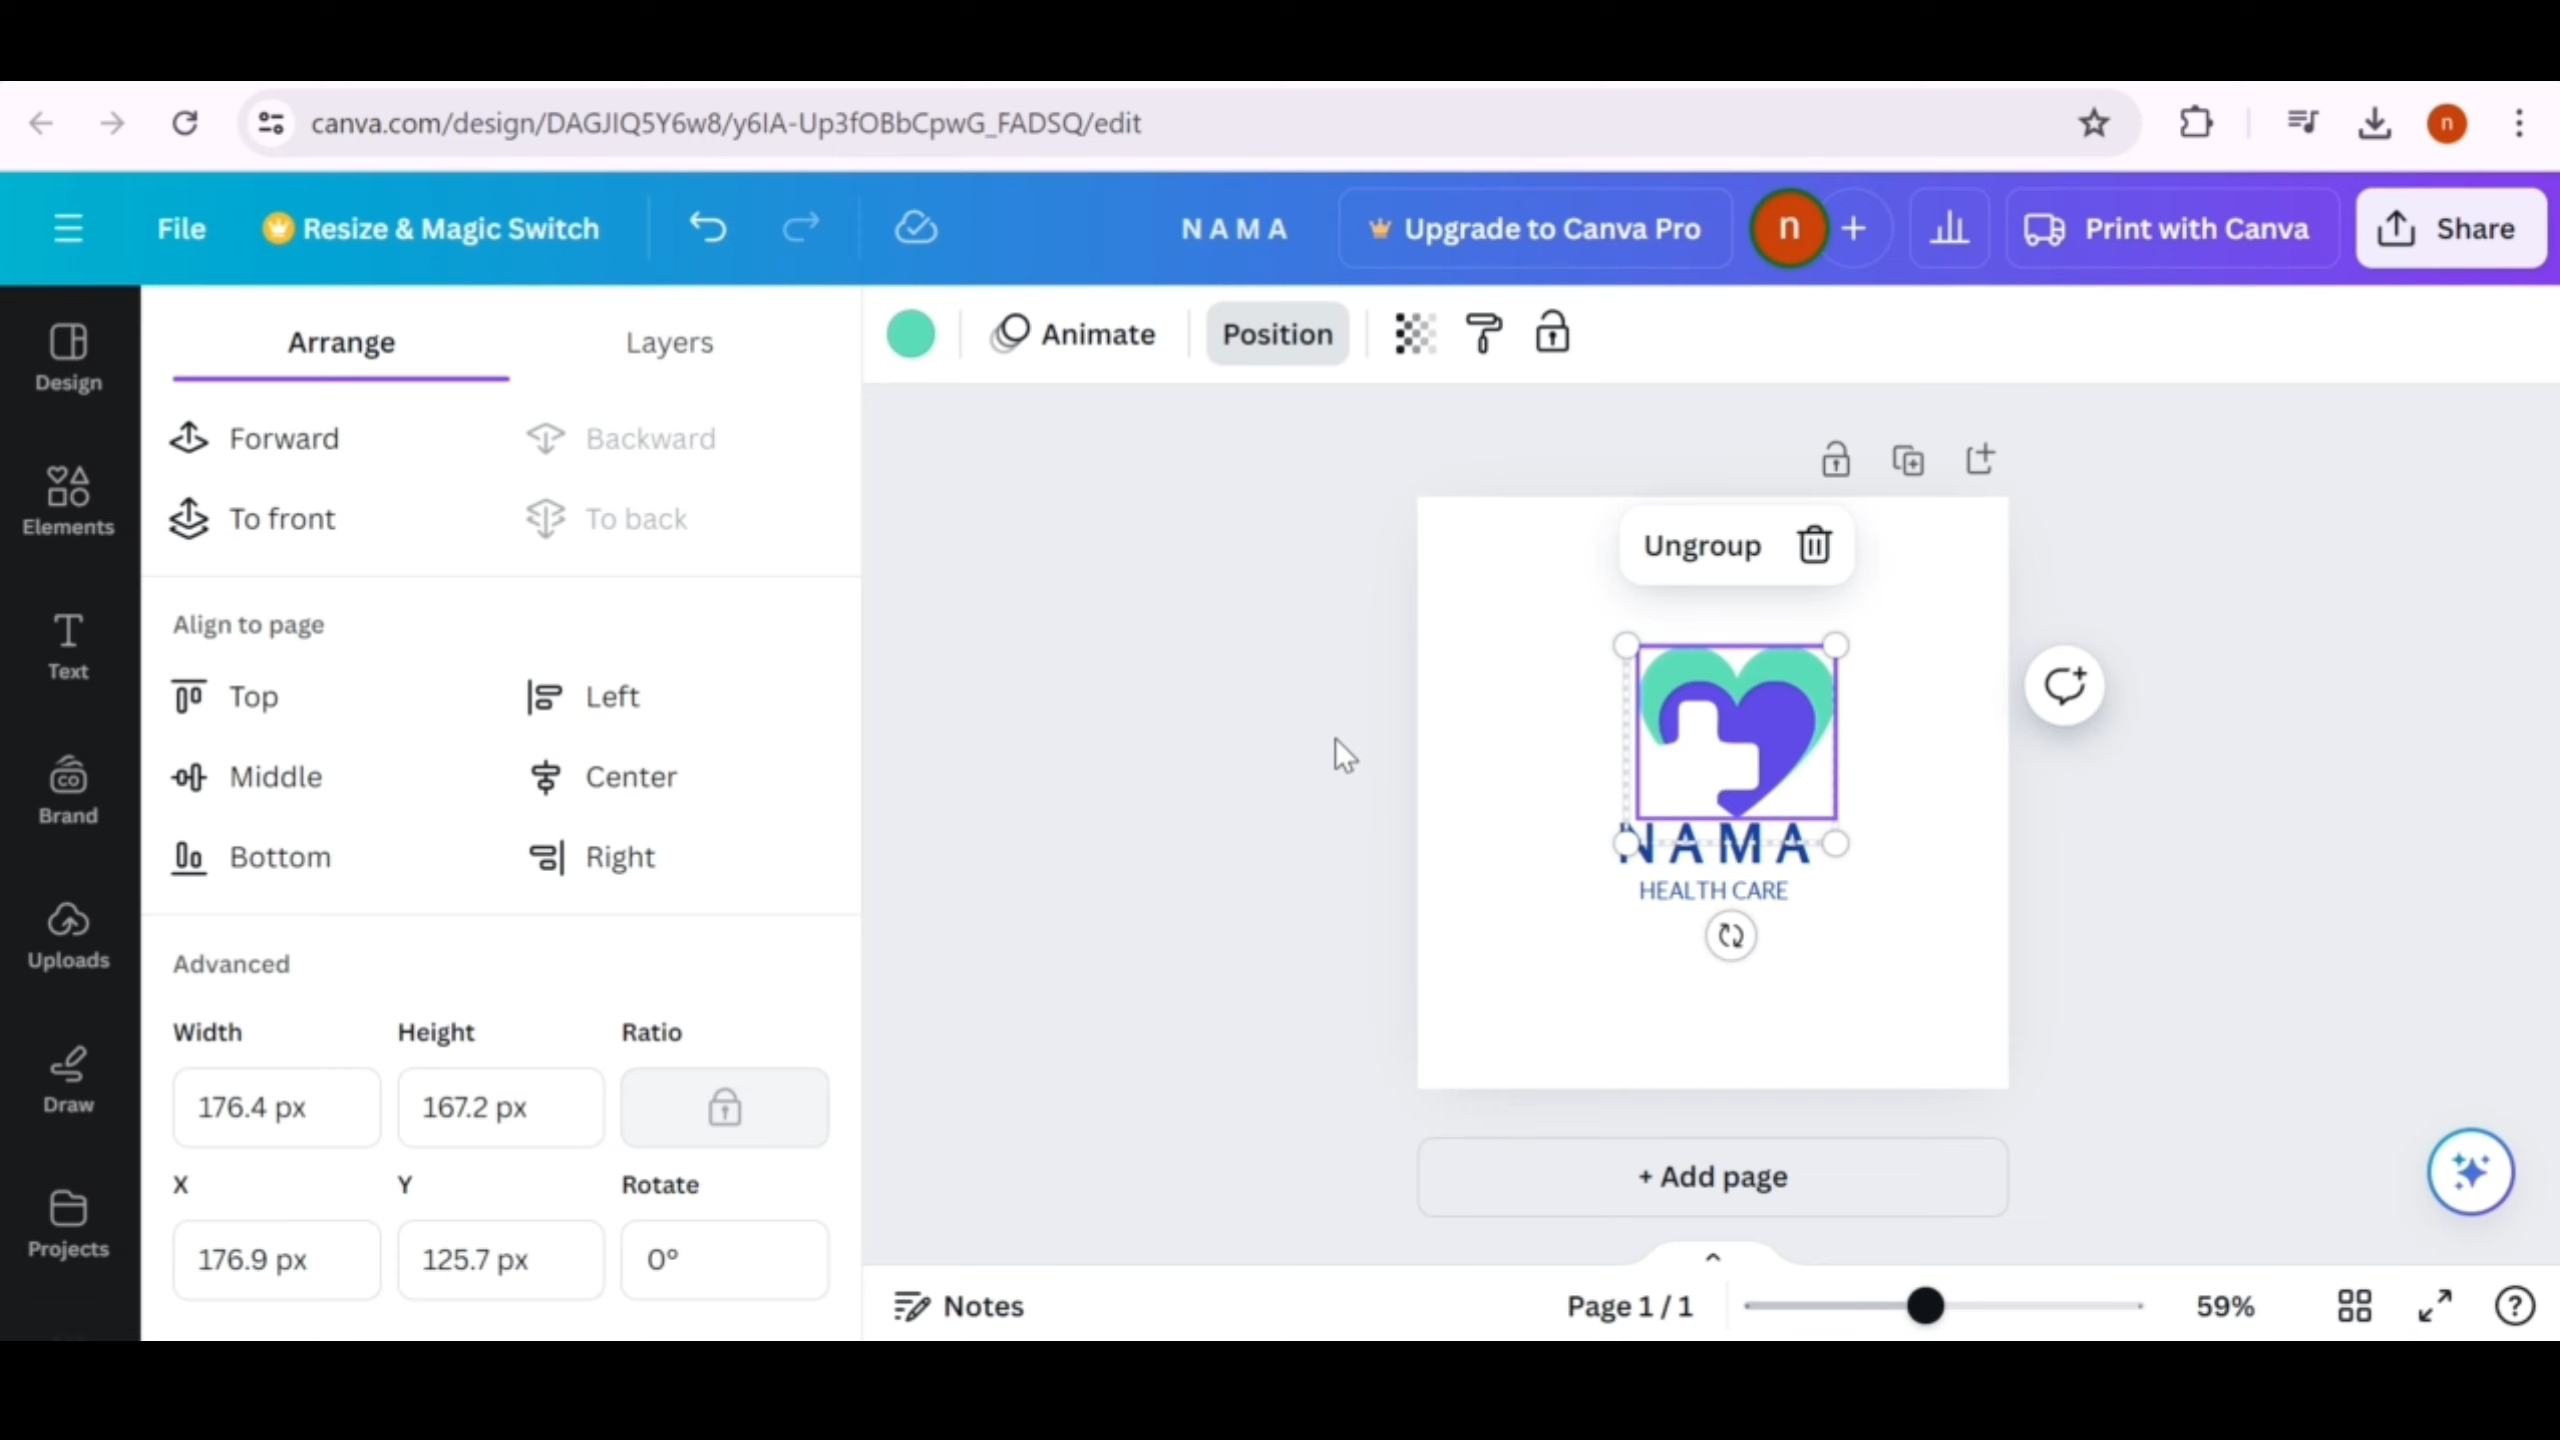 canva.com/design/DAGJIQ5Y6w8/y6IA-Up3fOBbCpwG_FADSQ/edit
n
File
Resize & Magic Switch
N A M A
Upgrade to Canva Pro
n
Print with Canva
Share
Design
Elements
Text
CO
Brand
Uploads
Draw
Projects
Arrange
Layers
Forward
Backward
To front
To back
Align to page
Top
Left
Middle
Center
Bottom
Right
Advanced
Width
Height
Ratio
176.4 px
167.2 px
X
Y
Rotate
176.9 px
125.7 px
0°
Animate
Position
Ungroup
NAMA
HEALTH CARE
+ Add page
Notes
Page 1 / 1
59%